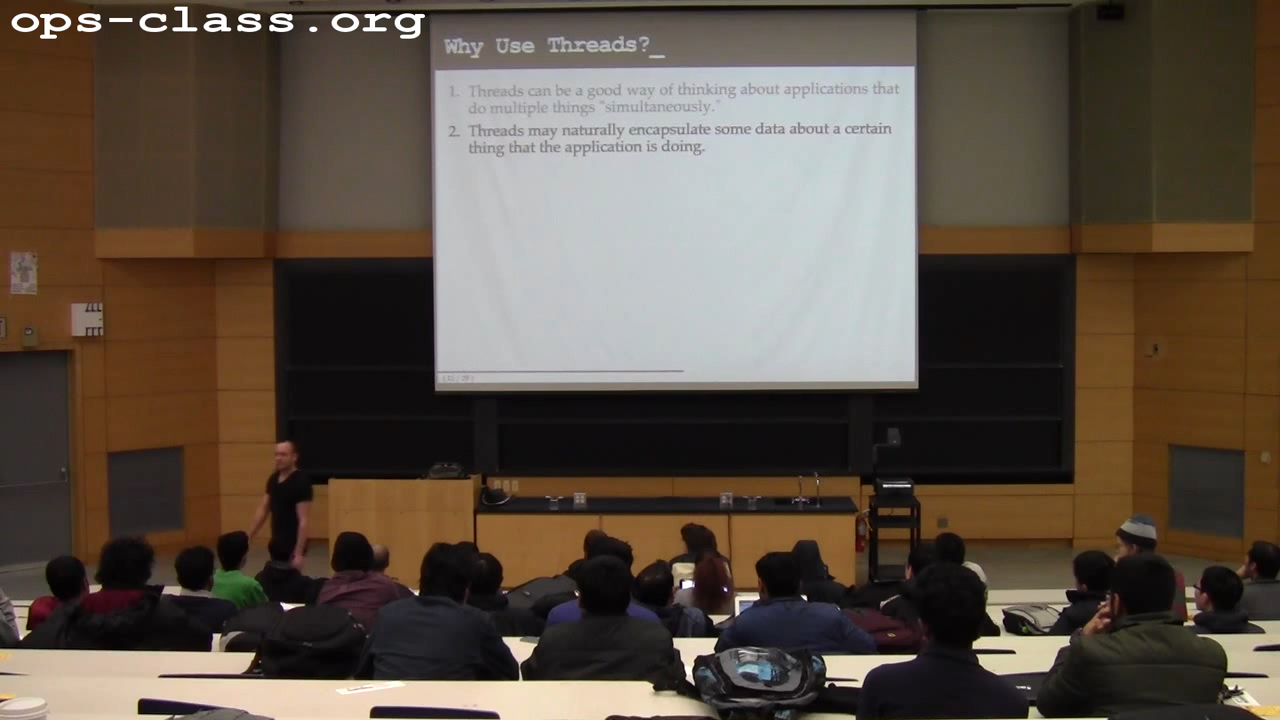 ops-class.org
Why Use Threads?_
1. Threads can be a good way of thinking about applications that
do multiple things "simultaneously."
2. Threads may naturally encapsulate some data about a certain
thing that the application is doing.